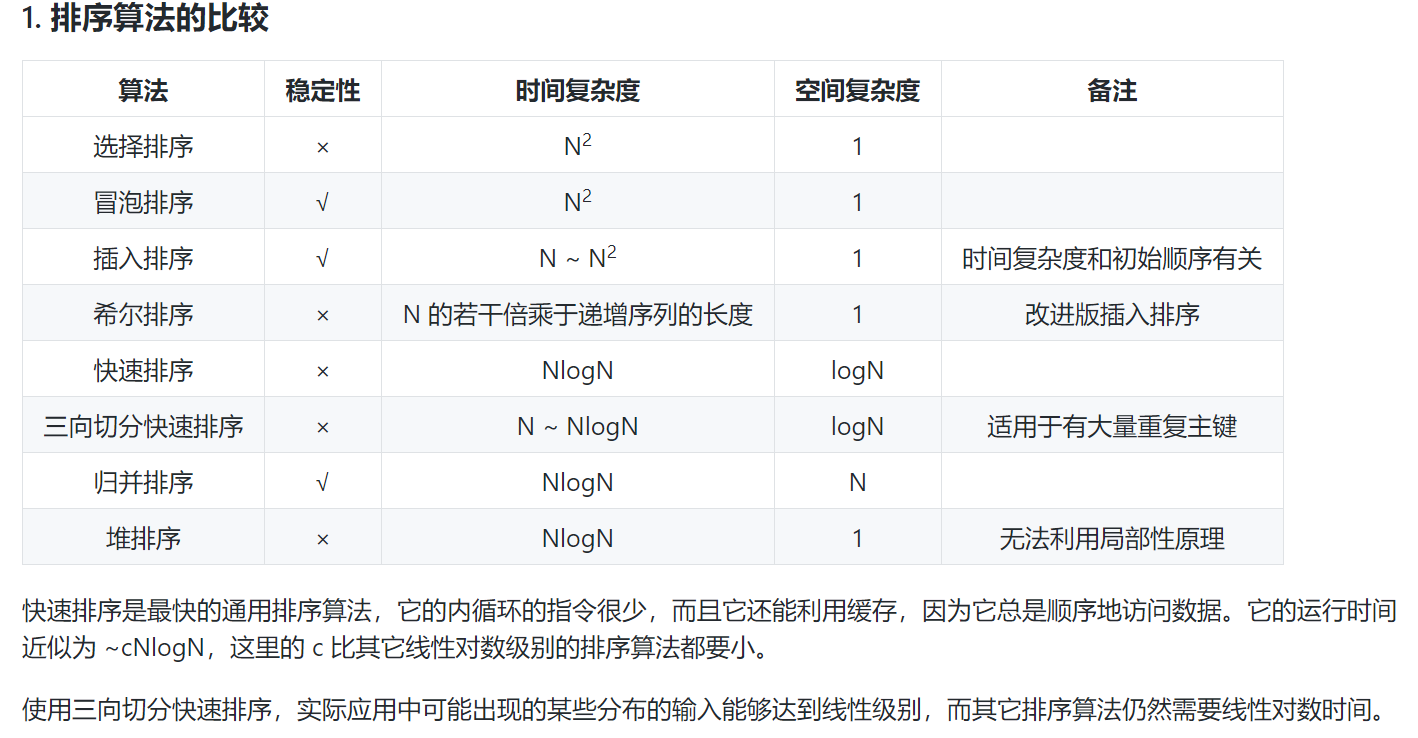 1. 排序算法的比较
算法 稳定性 时间复杂度 空间复杂度 备注
选择排序 × N² 1
冒泡排序 √ N² 1
插入排序 √ N ~ N² 1 时间复杂度和初始顺序有关
希尔排序 × N 的若干倍乘于递增序列的长度 1 改进版插入排序
快速排序 × NlogN logN
三向切分快速排序 × N ~ NlogN logN 适用于有大量重复主键
归并排序 √ NlogN N
堆排序 × NlogN 1 无法利用局部性原理
快速排序是最快的通用排序算法，它的内循环的指令很少，而且它还能利用缓存，因为它总是顺序地访问数据。它的运行时间
近似为 ~cNlogN，这里的 c 比其它线性对数级别的排序算法都要小。
使用三向切分快速排序，实际应用中可能出现的某些分布的输入能够达到线性级别，而其它排序算法仍然需要线性对数时间。